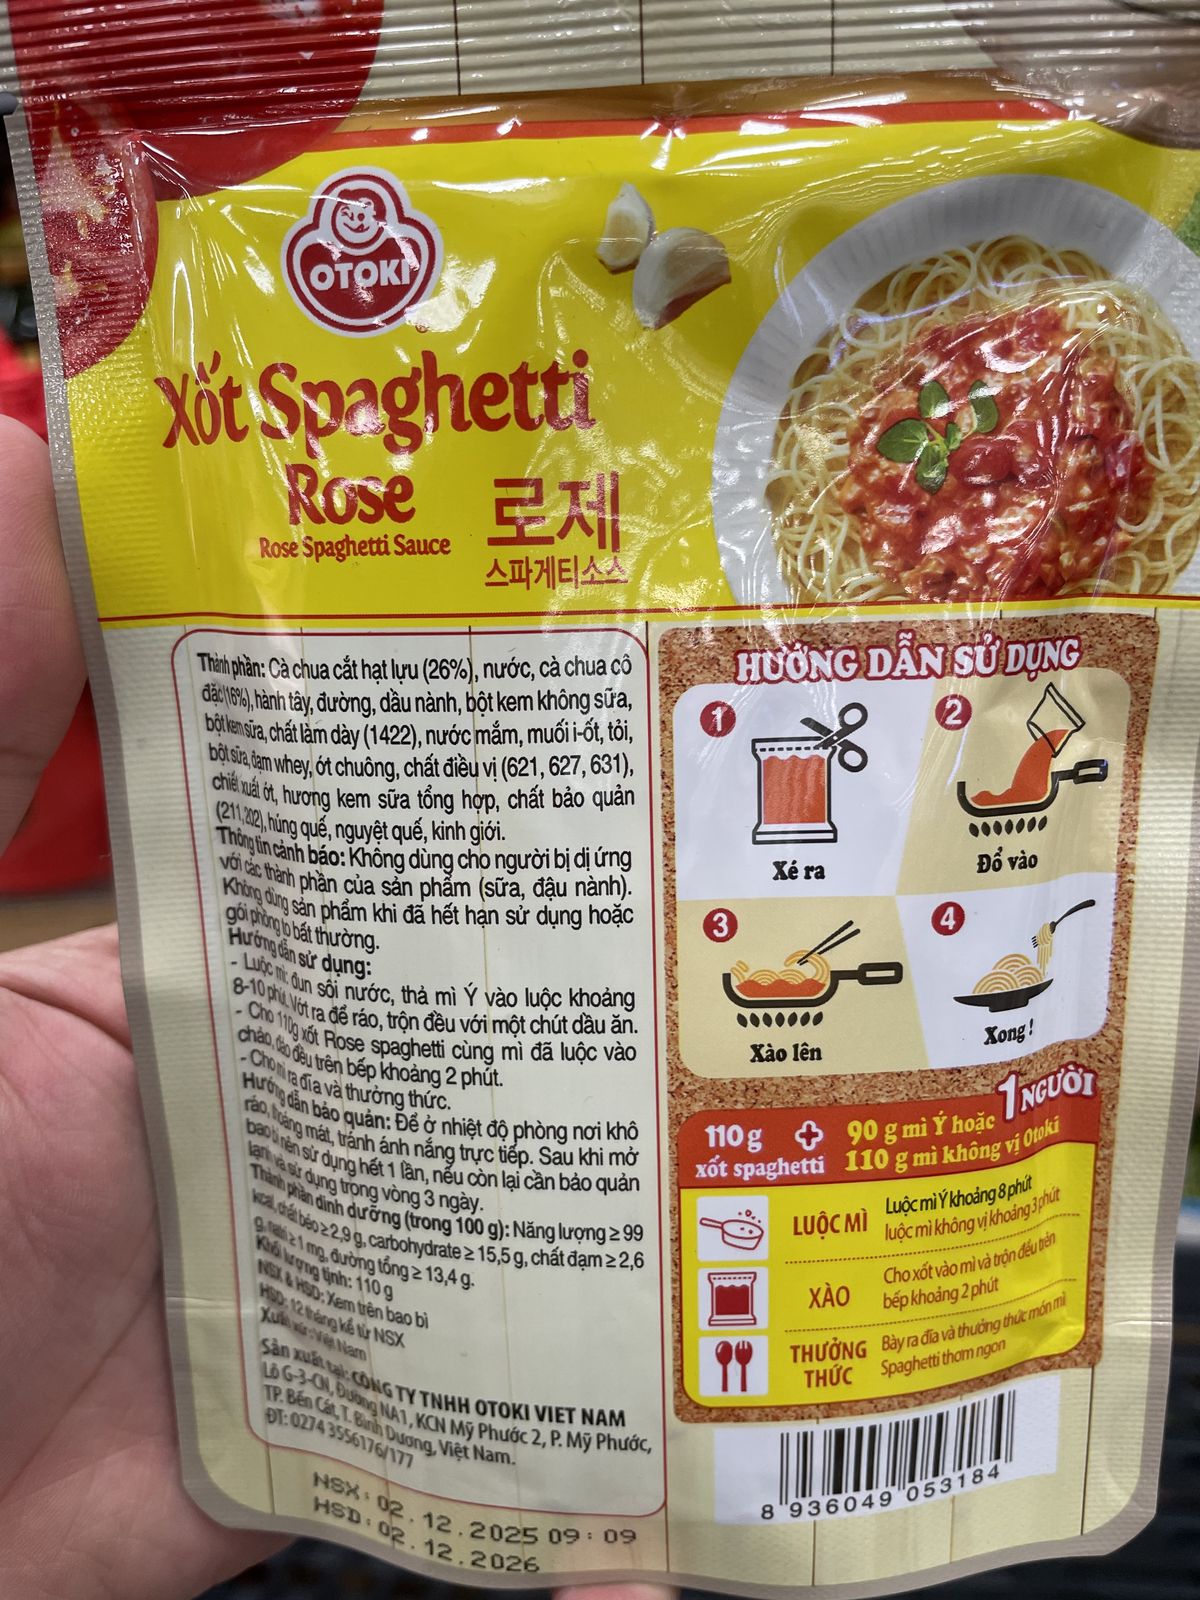 OTOKI
Xốt Spaghetti
Rose
Rose Spaghetti Sauce
로제
스파게티소스
Thành phần: Cà chua cắt hạt lựu (26%), nước, cà chua cô
đặc (16%), hành tây, đường, dầu nành, bột kem không sữa,
bột kem sữa, chất làm dày (1422), nước mắm, muối i-ốt, tỏi,
bột sữa, đạm whey, ớt chuông, chất điều vị (621, 627, 631),
chiết xuất ớt, hương kem sữa tổng hợp, chất bảo quản
(211,202), húng quế, nguyệt quế, kinh giới.
Thông tin cảnh báo: Không dùng cho người bị dị ứng
với các thành phần của sản phẩm (sữa, đậu nành).
Không dùng sản phẩm khi đã hết hạn sử dụng hoặc
gói phồng to bất thường.
Hướng dẫn sử dụng:
- Luộc mì: đun sôi nước, thả mì Ý vào luộc khoảng
8-10 phút. Vớt ra để ráo, trộn đều với một chút dầu ăn.
- Cho 110g xốt Rose spaghetti cùng mì đã luộc vào
chảo, đảo đều trên bếp khoảng 2 phút.
- Cho mì ra đĩa và thưởng thức.
Hướng dẫn bảo quản: Để ở nhiệt độ phòng nơi khô
ráo, thoáng mát, tránh ánh nắng trực tiếp. Sau khi mở
bao bì nên sử dụng hết 1 lần, nếu còn lại cần bảo quản
lạnh và sử dụng trong vòng 3 ngày.
Thành phần dinh dưỡng (trong 100 g): Năng lượng ≥ 99
kcal, chất béo ≥ 2,9 g, carbohydrate ≥ 15,5 g, chất đạm ≥ 2,6
g, natri ≥ 1 mg, đường tổng ≥ 13,4 g.
Khối lượng tịnh: 110 g
NSX & HSD: Xem trên bao bì
HSD: 12 tháng kể từ NSX
Xuất xứ: Việt Nam
Sản xuất tại: CÔNG TY TNHH OTOKI VIET NAM
Lô G-3-CN, Đường NA1, KCN Mỹ Phước 2, P. Mỹ Phước,
TP. Bến Cát, T. Bình Dương, Việt Nam.
ĐT: 0274 3556176/177
NSX: 02.12.2025 09:09
HSD: 02.12.2026
HƯỚNG DẪN SỬ DỤNG
1
2
Xé ra
Đổ vào
3
4
Xào lên
Xong !
1 NGƯỜI
110 g
xốt spaghetti
+
90 g mì Ý hoặc
110 g mì không vị Otoki
LUỘC MÌ
Luộc mì Ý khoảng 8 phút
luộc mì không vị khoảng 3 phút
XÀO
Cho xốt vào mì và trộn đều trên
bếp khoảng 2 phút
THƯỞNG
THỨC
Bày ra đĩa và thưởng thức món mì
Spaghetti thơm ngon
8 936049 053184